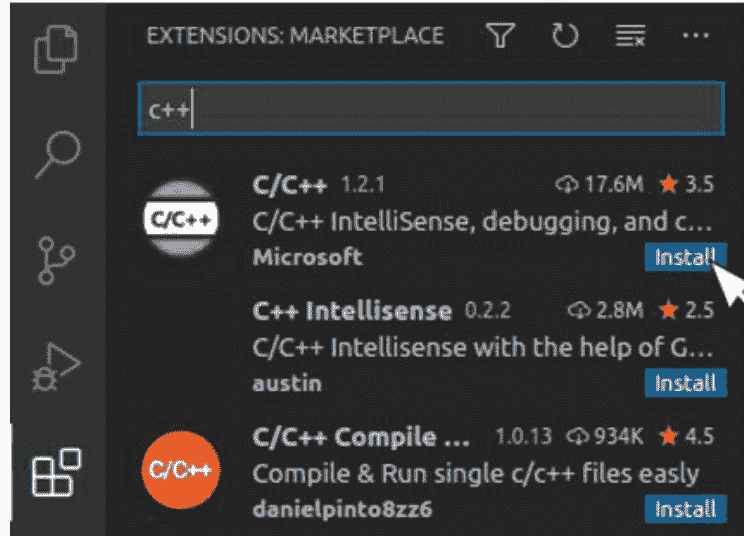 EXTENSIONS: MARKETPLACE
c++
C/C++ 1.2.1 17.6M 3.5
C/C++
C/C++ IntelliSense, debugging, and c...
Microsoft Install
C++ Intellisense 0.2.2 2.8M 2.5
C/C++ Intellisense with the help of G...
austin Install
C/C++ Compile ... 1.0.13 934K 4.5
C/C++
Compile & Run single c/c++ files easly
danielpinto8zz6 Install